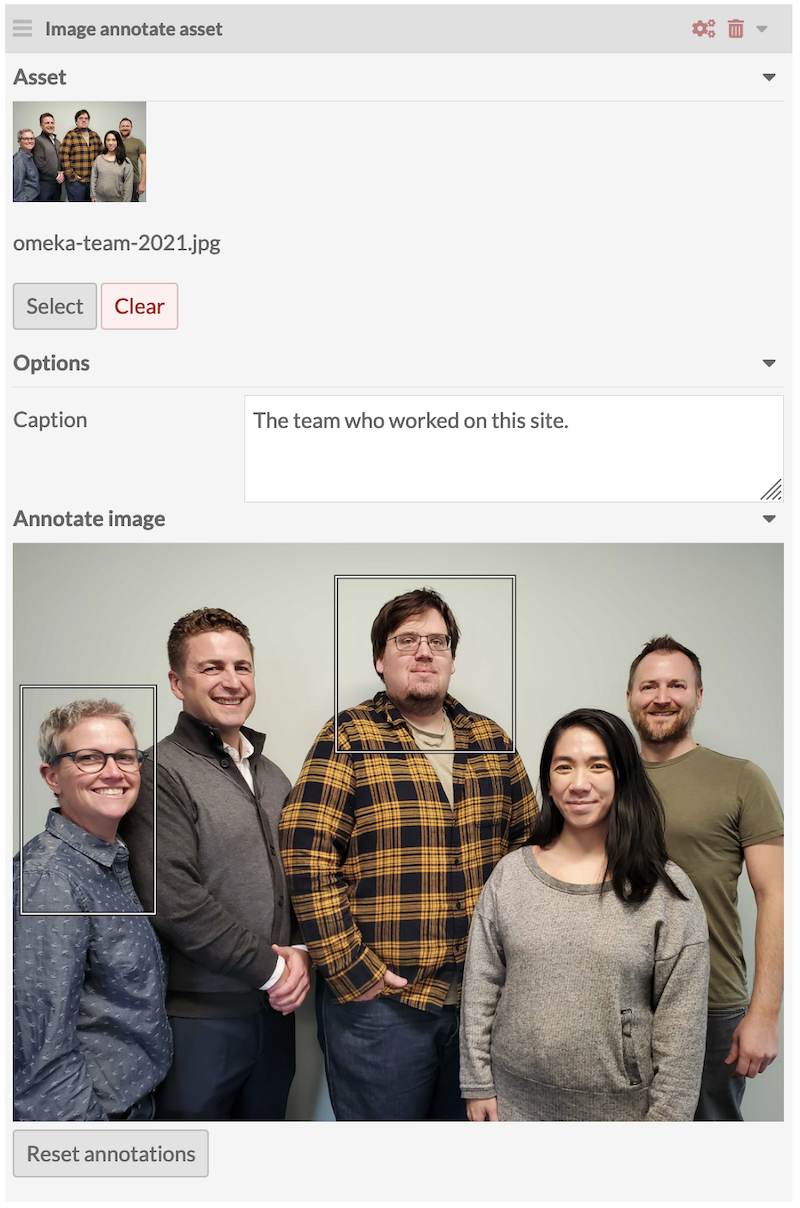 Image annotate asset
Asset
omeka-team-2021.jpg
Select Clear
Options
Caption
The team who worked on this site.
Annotate image
Reset annotations